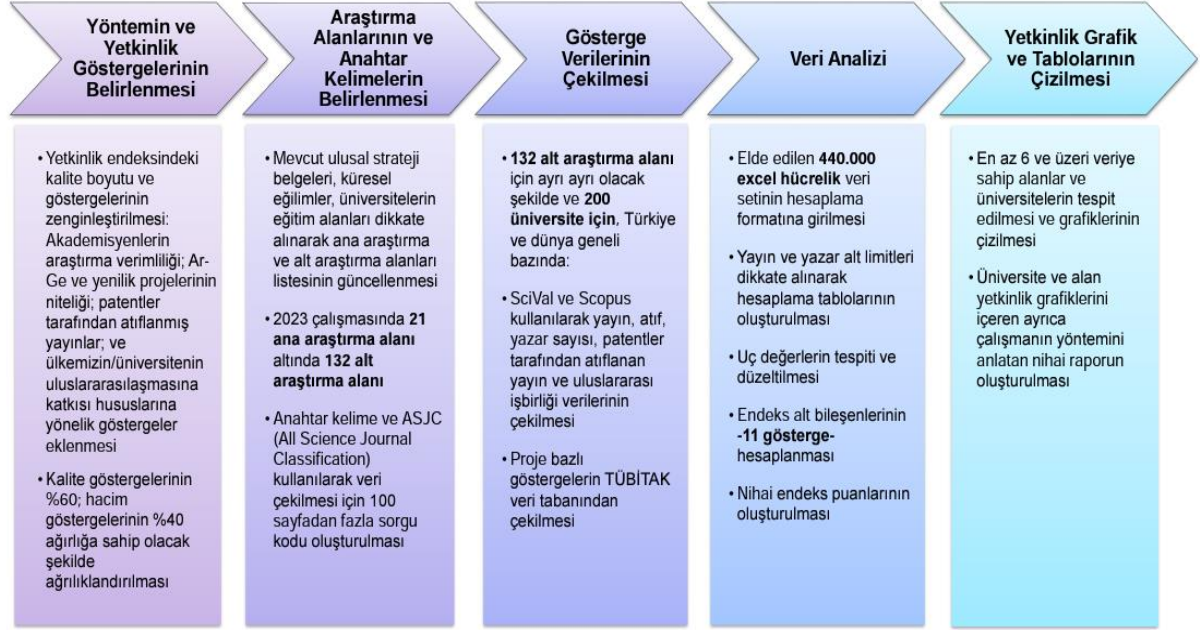 Yöntemin ve
Yetkinlik
Göstergelerinin
Belirlenmesi
• Yetkinlik endeksindeki
kalite boyutu ve
göstergelerinin
zenginleştirilmesi:
Akademisyenlerin
araştırma verimliliği; Ar-
Ge ve yenilik projelerinin
niteliği; patentler
tarafından atıflanmış
yayınlar; ve
ülkemizin/üniversitenin
uluslararasılaşmasına
katkısı hususlarına
yönelik göstergeler
eklenmesi
• Kalite göstergelerinin
%60; hacim
göstergelerinin %40
ağırlığa sahip olacak
şekilde
ağrılıklandırılması
Araştırma
Alanlarının ve
Anahtar
Kelimelerin
Belirlenmesi
• Mevcut ulusal strateji
belgeleri, küresel
eğilimler, üniversitelerin
eğitim alanları dikkate
alınarak ana araştırma
ve alt araştırma alanları
listesinin güncellenmesi
• 2023 çalışmasında 21
ana araştırma alanı
altında 132 alt
araştırma alanı
• Anahtar kelime ve ASJC
(All Science Journal
Classification)
kullanılarak veri
çekilmesi için 100
sayfadan fazla sorgu
kodu oluşturulması
Gösterge
Verilerinin
Çekilmesi
• 132 alt araştırma alanı
için ayrı ayrı olacak
şekilde ve 200
üniversite için, Türkiye
ve dünya geneli
bazında:
• SciVal ve Scopus
kullanılarak yayın, atıf,
yazar sayısı, patentler
tarafından atıflanan
yayın ve uluslararası
işbirliği verilerinin
çekilmesi
• Proje bazlı
göstergelerin TÜBİTAK
veri tabanından
çekilmesi
Veri Analizi
• Elde edilen 440.000
excel hücrelik veri
setinin hesaplama
formatına girilmesi
• Yayın ve yazar alt limitleri
dikkate alınarak
hesaplama tablolarının
oluşturulması
• Uç değerlerin tespiti ve
düzeltilmesi
• Endeks alt bileşenlerinin
-11 gösterge-
hesaplanması
• Nihai endeks puanlarının
oluşturulması
Yetkinlik Grafik
ve Tablolarının
Çizilmesi
• En az 6 ve üzeri veriye
sahip alanlar ve
üniversitelerin tespit
edilmesi ve grafiklerinin
çizilmesi
• Üniversite ve alan
yetkinlik grafiklerini
içeren ayrıca
çalışmanın yöntemini
anlatan nihai raporun
oluşturulması